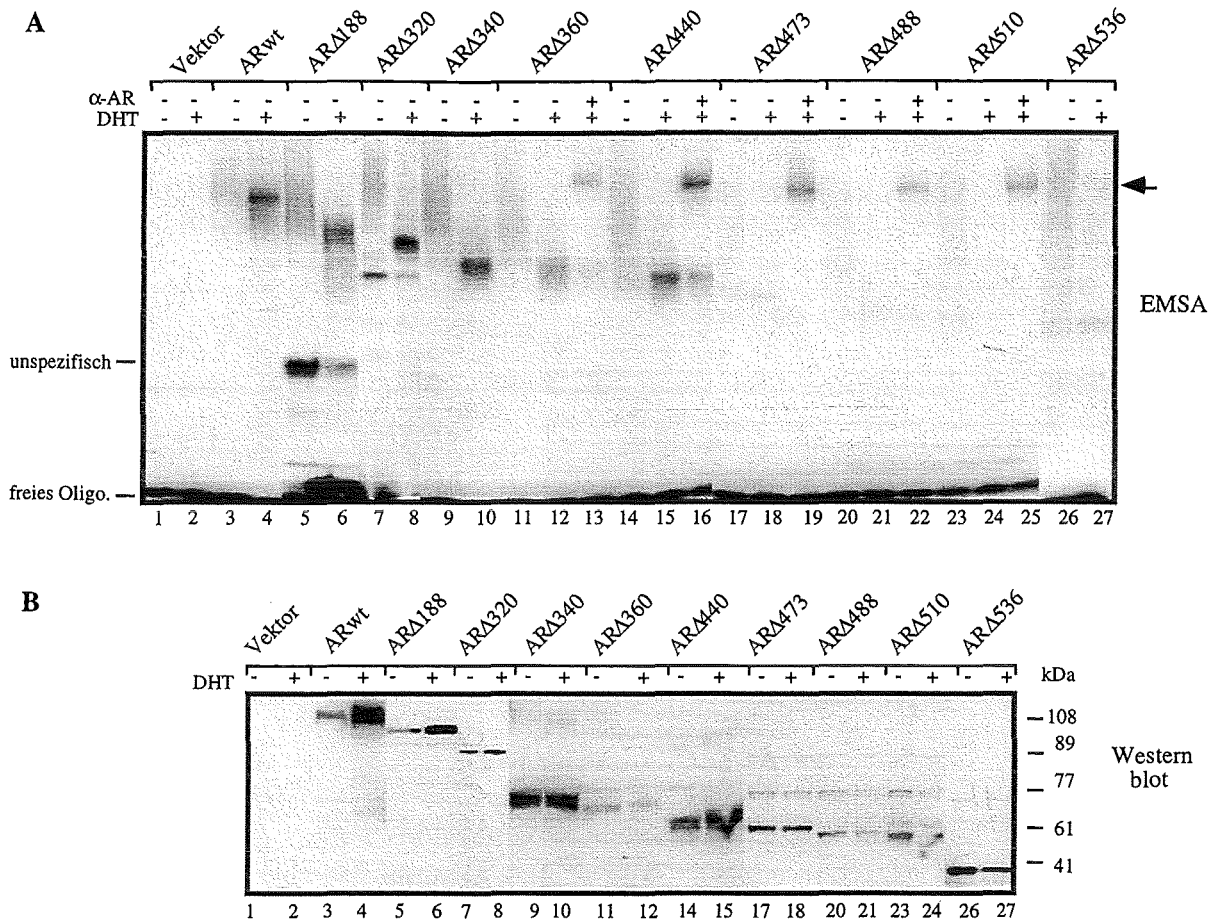 A
Vektor ARwt ARΔ188 ARΔ320 ARΔ340 ARΔ360 ARΔ440 ARΔ473 ARΔ488 ARΔ510 ARΔ536
α-AR - - - - - - - - - - - - + - - + - - + - - + - - + - -
DHT - + - + - + - + - + - + + - + + - + + - + + - + + - +
EMSA
unspezifisch
freies Oligo.
1 2 3 4 5 6 7 8 9 10 11 12 13 14 15 16 17 18 19 20 21 22 23 24 25 26 27
B
Vektor ARwt ARΔ188 ARΔ320 ARΔ340 ARΔ360 ARΔ440 ARΔ473 ARΔ488 ARΔ510 ARΔ536
DHT - + - + - + - + - + - + - + - + - + - + - + kDa
108
89
77
61
41
Western
blot
1 2 3 4 5 6 7 8 9 10 11 12 14 15 17 18 20 21 23 24 26 27